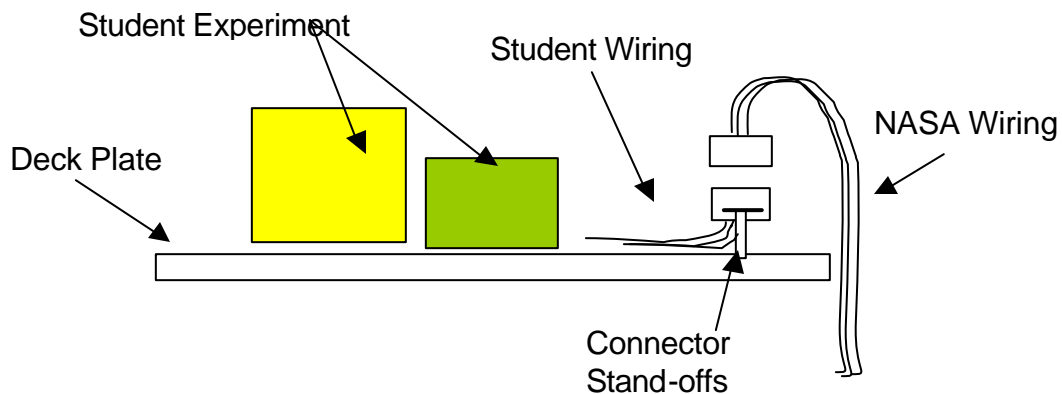 Student Experiment
Student Wiring
NASA Wiring
Deck Plate
Connector
Stand-offs